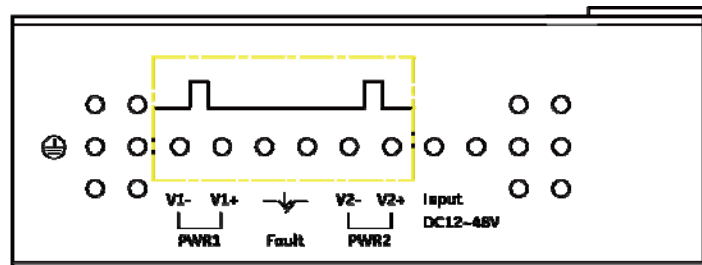 V1- V1+ V2- V2+ Input
DC12~48V
PWR1 Fault PWR2